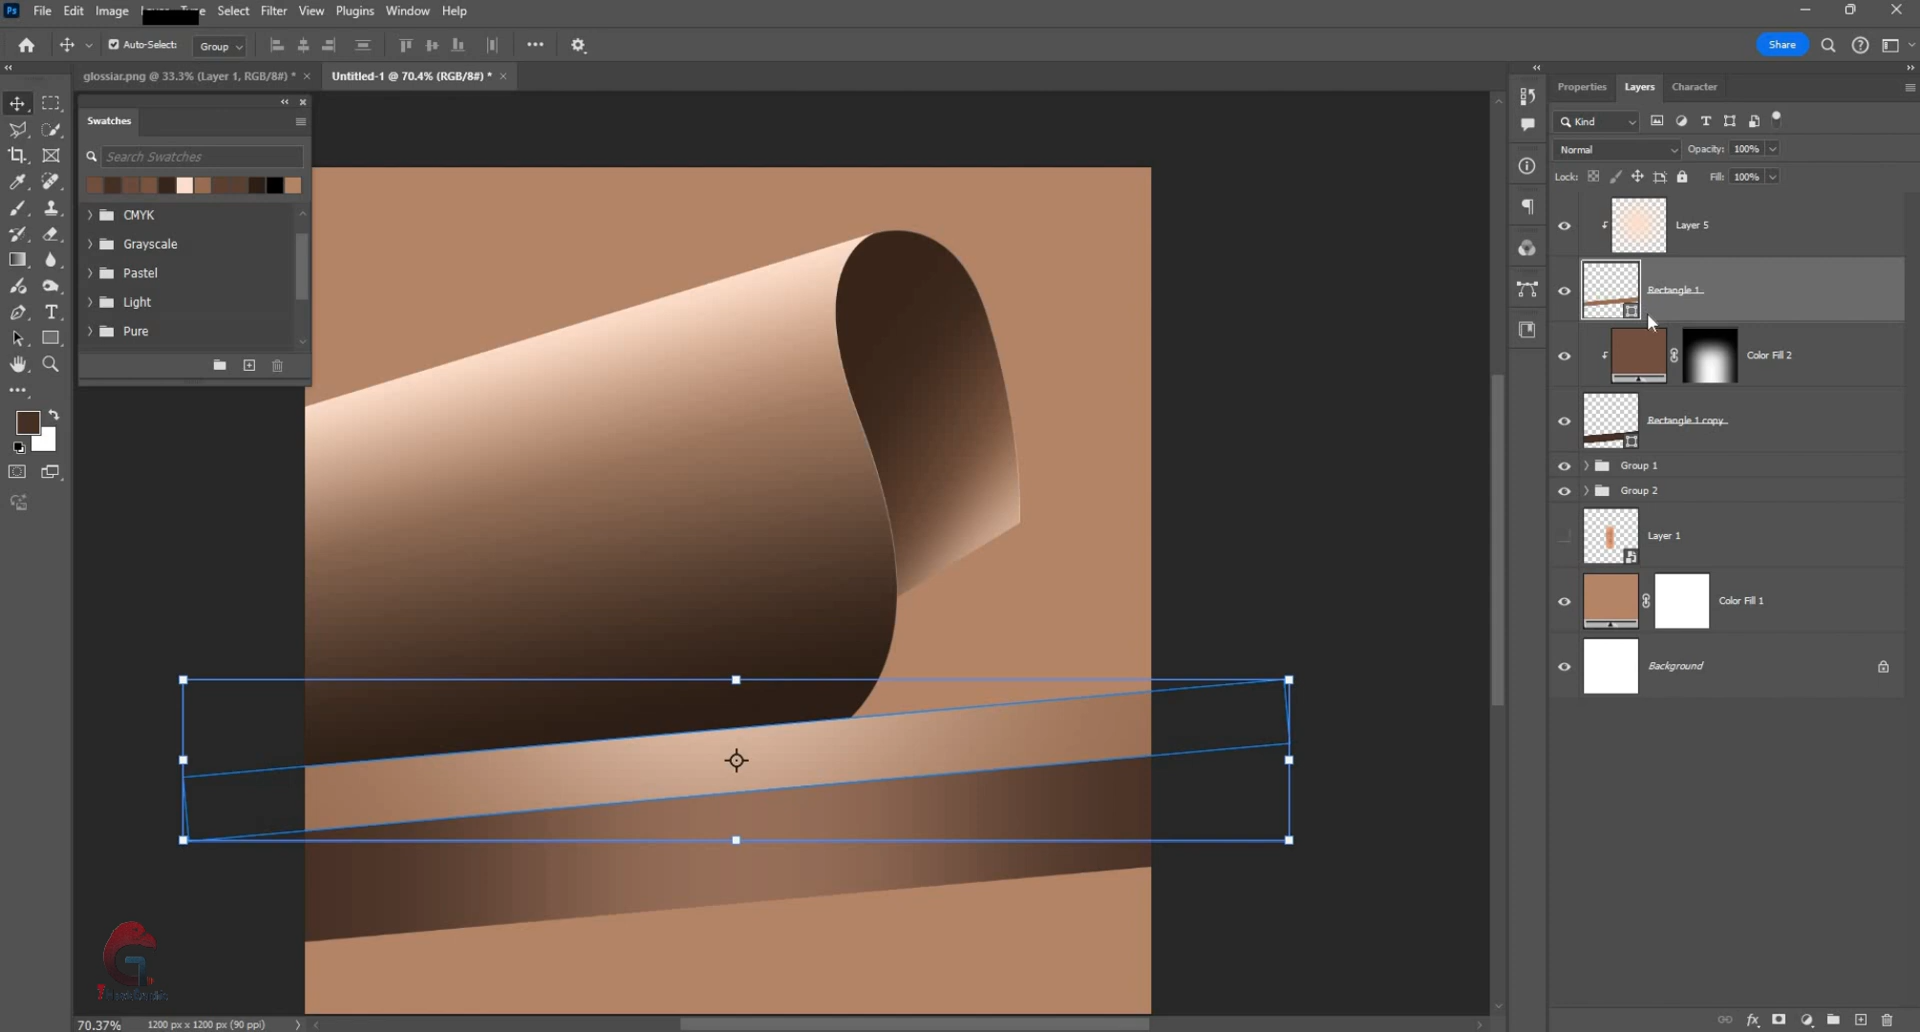 Ps File Edit Image Layer Type Select Filter View Plugins Window Help
Auto-Select: Group Share
glossiar.png @ 33.3% (Layer 1, RGB/8#) * × Untitled-1 @ 70.4% (RGB/8#) * ×
Swatches
Search Swatches
CMYK
Grayscale
Pastel
Light
Pure
Properties Layers Character
Kind
Normal Opacity: 100%
Lock: Fill: 100%
Layer 5
Rectangle 1
Color Fill 2
Rectangle 1 copy
Group 1
Group 2
Layer 1
Color Fill 1
Background
70.37% 1200 px x 1200 px (90 ppi)